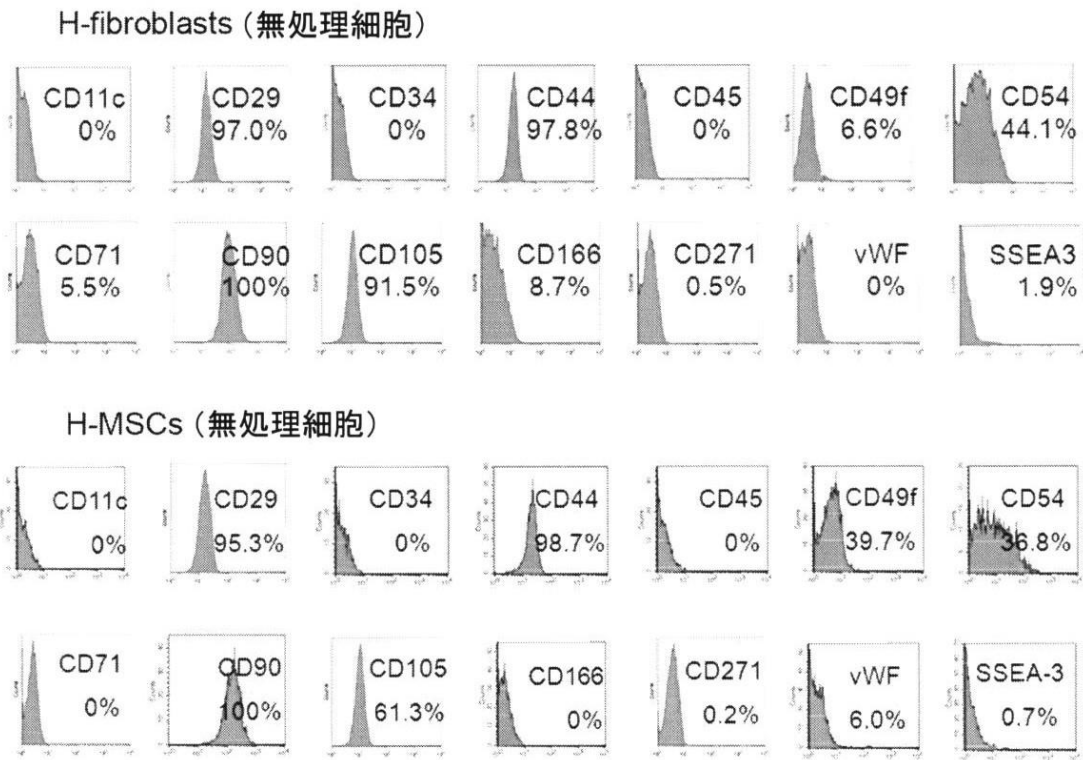 H-fibroblasts（無処理細胞）
CD11c
0%
CD29
97.0%
CD34
0%
CD44
97.8%
CD45
0%
CD49f
6.6%
CD54
44.1%
CD71
5.5%
CD90
100%
CD105
91.5%
CD166
8.7%
CD271
0.5%
vWF
0%
SSEA3
1.9%
H-MSCs（無処理細胞）
CD11c
0%
CD29
95.3%
CD34
0%
CD44
98.7%
CD45
0%
CD49f
39.7%
CD54
36.8%
CD71
0%
CD90
100%
CD105
61.3%
CD166
0%
CD271
0.2%
vWF
6.0%
SSEA-3
0.7%